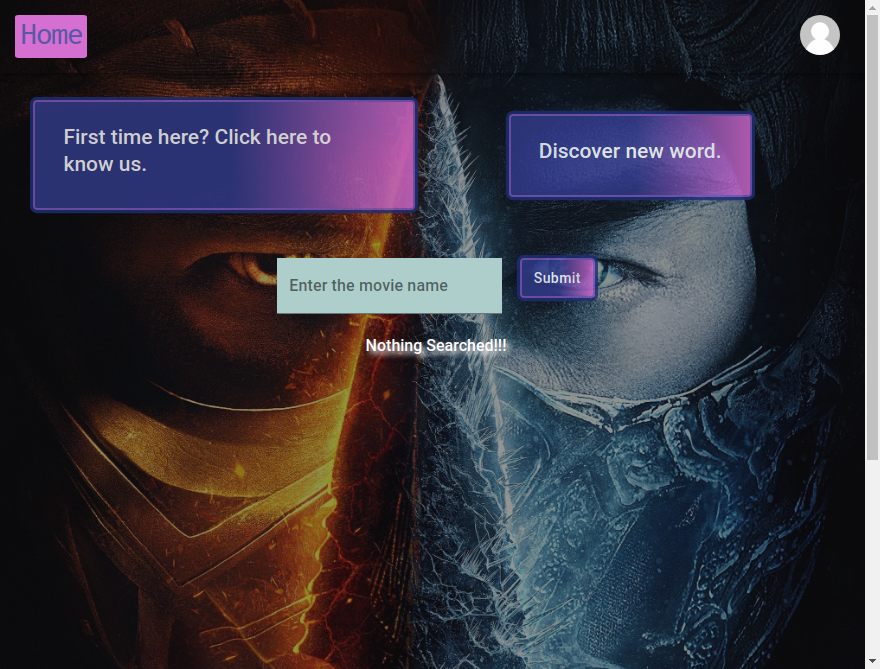 Home
First time here? Click here to
know us.
Discover new word.
Enter the movie name
Submit
Nothing Searched!!!